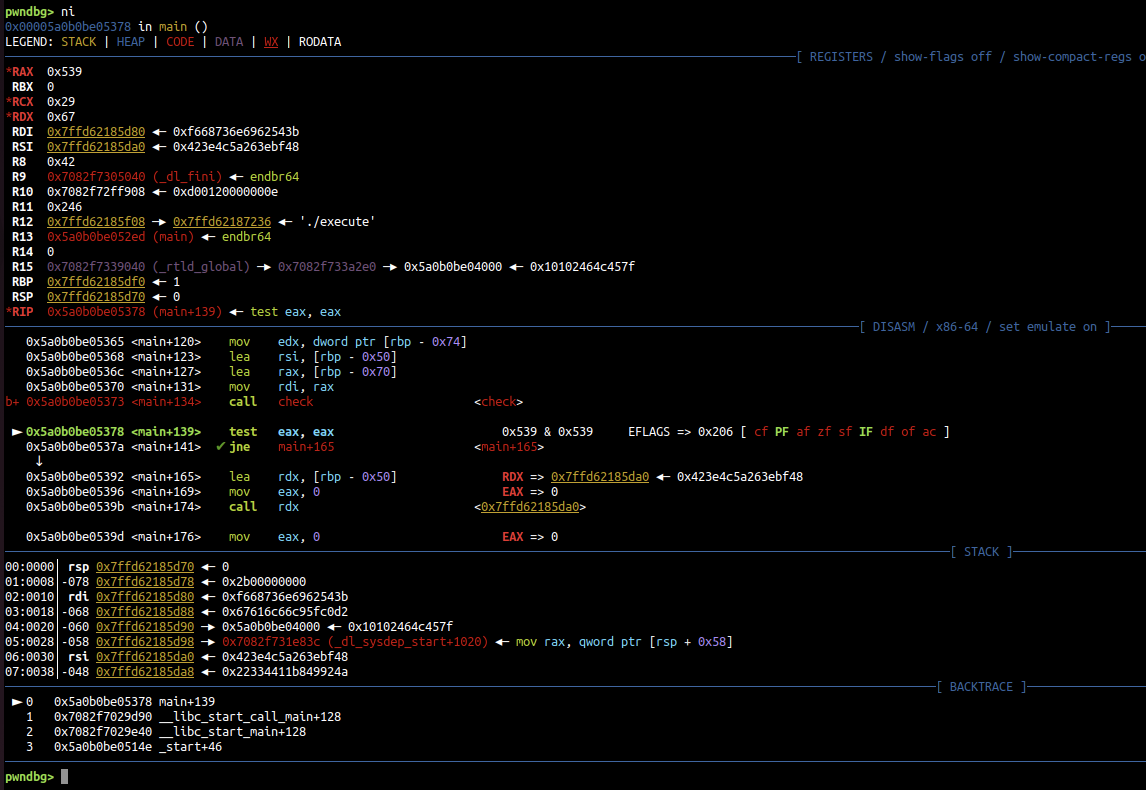 pwndbg> ni
0x00005a0b0be05378 in main ()
LEGEND: STACK | HEAP | CODE | DATA | WX | RODATA
[ REGISTERS / show-flags off / show-compact-regs o
*RAX  0x539
 RBX  0
*RCX  0x29
*RDX  0x67
 RDI  0x7ffd62185d80 ◂— 0xf668736e6962543b
 RSI  0x7ffd62185da0 ◂— 0x423e4c5a263ebf48
 R8   0x42
 R9   0x7082f7305040 (_dl_fini) ◂— endbr64
 R10  0x7082f72ff908 ◂— 0xd00120000000e
 R11  0x246
 R12  0x7ffd62185f08 —▸ 0x7ffd62187236 ◂— './execute'
 R13  0x5a0b0be052ed (main) ◂— endbr64
 R14  0
 R15  0x7082f7339040 (_rtld_global) —▸ 0x7082f733a2e0 —▸ 0x5a0b0be04000 ◂— 0x10102464c457f
 RBP  0x7ffd62185df0 ◂— 1
 RSP  0x7ffd62185d70 ◂— 0
*RIP  0x5a0b0be05378 (main+139) ◂— test eax, eax
[ DISASM / x86-64 / set emulate on ]
   0x5a0b0be05365 <main+120>    mov    edx, dword ptr [rbp - 0x74]
   0x5a0b0be05368 <main+123>    lea    rsi, [rbp - 0x50]
   0x5a0b0be0536c <main+127>    lea    rax, [rbp - 0x70]
   0x5a0b0be05370 <main+131>    mov    rdi, rax
b+ 0x5a0b0be05373 <main+134>    call   check                       <check>
 ► 0x5a0b0be05378 <main+139>    test   eax, eax                        0x539 & 0x539     EFLAGS => 0x206 [ cf PF af zf sf IF df of ac ]
   0x5a0b0be0537a <main+141>  ✔ jne    main+165                    <main+165>
    ↓
   0x5a0b0be05392 <main+165>    lea    rdx, [rbp - 0x50]               RDX => 0x7ffd62185da0 ◂— 0x423e4c5a263ebf48
   0x5a0b0be05396 <main+169>    mov    eax, 0                          EAX => 0
   0x5a0b0be0539b <main+174>    call   rdx                         <0x7ffd62185da0>
   0x5a0b0be0539d <main+176>    mov    eax, 0                          EAX => 0
[ STACK ]
00:0000│ rsp 0x7ffd62185d70 ◂— 0
01:0008│-078 0x7ffd62185d78 ◂— 0x2b00000000
02:0010│ rdi 0x7ffd62185d80 ◂— 0xf668736e6962543b
03:0018│-068 0x7ffd62185d88 ◂— 0x67616c66c95fc0d2
04:0020│-060 0x7ffd62185d90 —▸ 0x5a0b0be04000 ◂— 0x10102464c457f
05:0028│-058 0x7ffd62185d98 —▸ 0x7082f731e83c (_dl_sysdep_start+1020) ◂— mov rax, qword ptr [rsp + 0x58]
06:0030│ rsi 0x7ffd62185da0 ◂— 0x423e4c5a263ebf48
07:0038│-048 0x7ffd62185da8 ◂— 0x22334411b849924a
[ BACKTRACE ]
 ► 0   0x5a0b0be05378 main+139
   1   0x7082f7029d90 __libc_start_call_main+128
   2   0x7082f7029e40 __libc_start_main+128
   3   0x5a0b0be0514e _start+46
pwndbg>